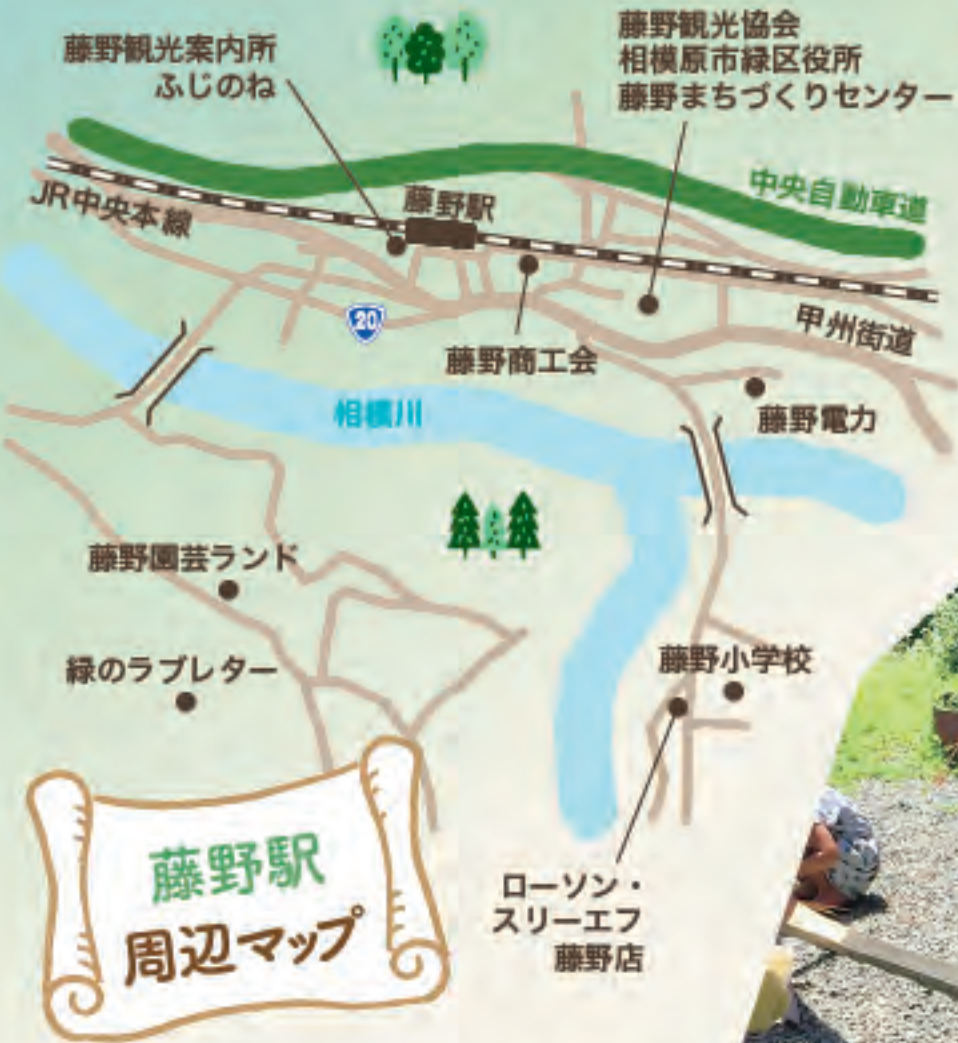 藤野観光案内所
ふじのね
藤野観光協会
相模原市緑区役所
藤野まちづくりセンター
中央自動車道
JR中央本線
藤野駅
20
甲州街道
藤野商工会
相模川
藤野電力
藤野園芸ランド
緑のラブレター
藤野小学校
ローソン・
スリーエフ
藤野店
藤野駅
周辺マップ